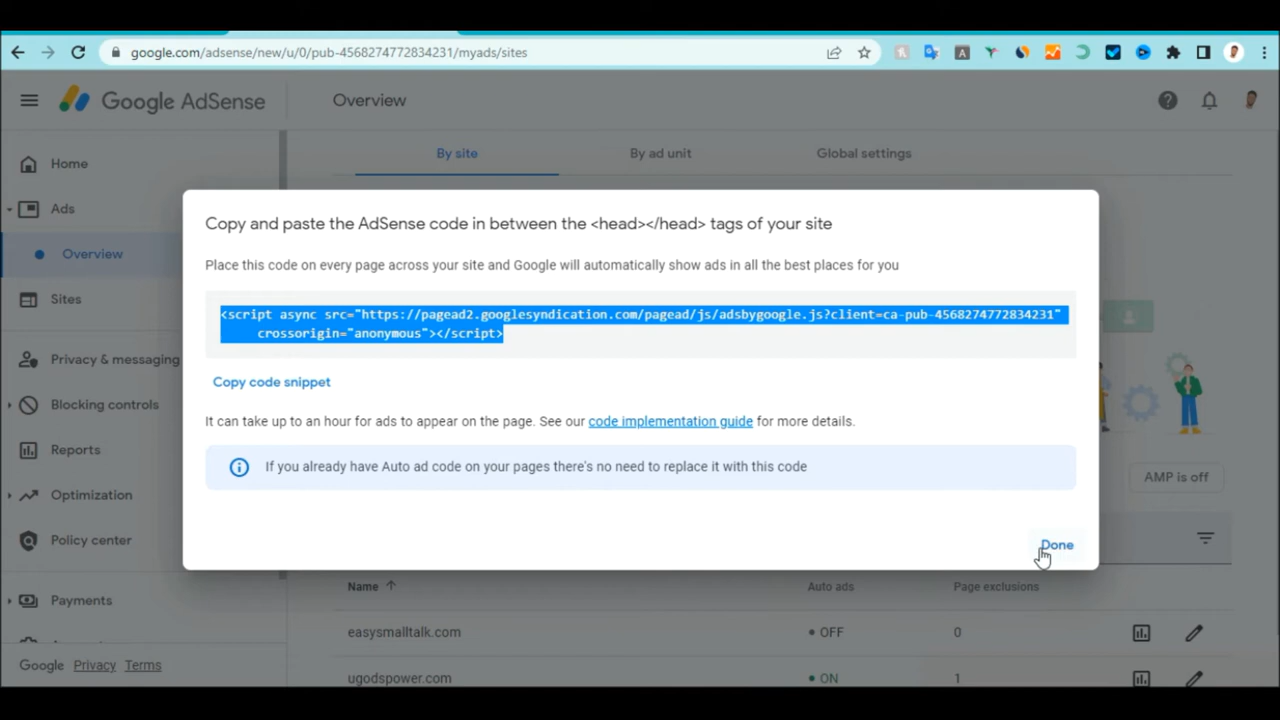 google.com/adsense/new/u/0/pub-4568274772834231/myads/sites
Google AdSense
Overview
Home
Ads
Overview
Sites
Privacy & messaging
Blocking controls
Reports
Optimization
Policy center
Payments
Google Privacy Terms
By site By ad unit Global settings
Copy and paste the AdSense code in between the <head></head> tags of your site
Place this code on every page across your site and Google will automatically show ads in all the best places for you
<script async src="https://pagead2.googlesyndication.com/pagead/js/adsbygoogle.js?client=ca-pub-4568274772834231"
crossorigin="anonymous"></script>
Copy code snippet
It can take up to an hour for ads to appear on the page. See our code implementation guide for more details.
If you already have Auto ad code on your pages there's no need to replace it with this code
Done
AMP is off
Name Auto ads Page exclusions
easysmalltalk.com OFF 0
ugodspower.com ON 1